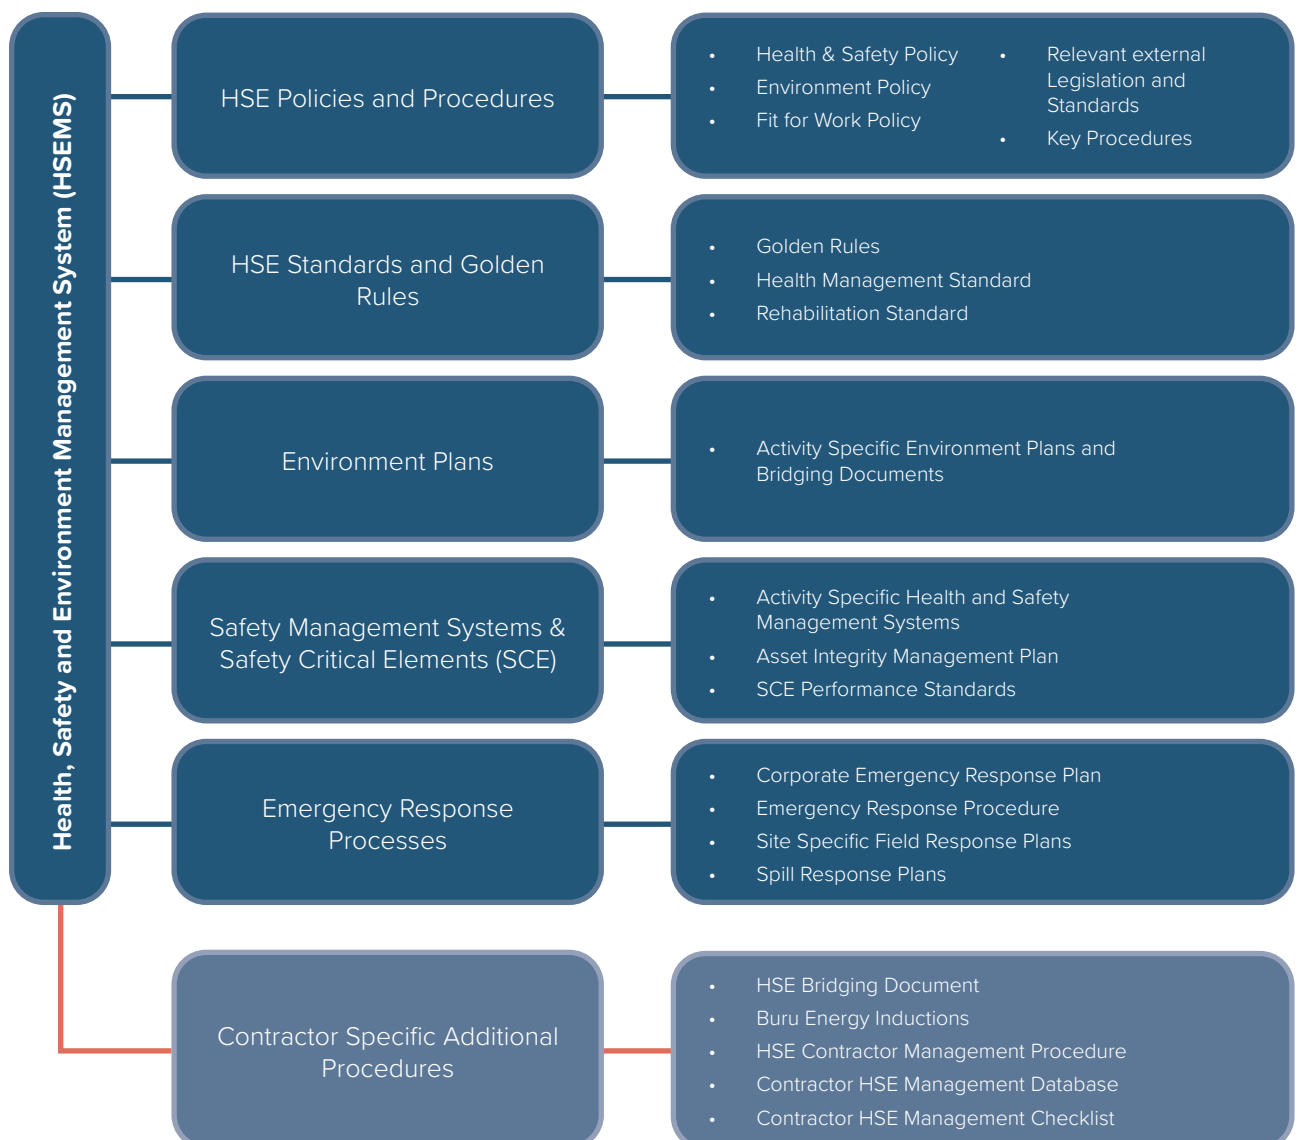 Health, Safety and Environment Management System (HSEMS)
HSE Policies and Procedures
• Health & Safety Policy
• Environment Policy
• Fit for Work Policy
• Relevant external
Legislation and
Standards
• Key Procedures
HSE Standards and Golden
Rules
• Golden Rules
• Health Management Standard
• Rehabilitation Standard
Environment Plans
• Activity Specific Environment Plans and
Bridging Documents
Safety Management Systems &
Safety Critical Elements (SCE)
• Activity Specific Health and Safety
Management Systems
• Asset Integrity Management Plan
• SCE Performance Standards
Emergency Response
Processes
• Corporate Emergency Response Plan
• Emergency Response Procedure
• Site Specific Field Response Plans
• Spill Response Plans
Contractor Specific Additional
Procedures
• HSE Bridging Document
• Buru Energy Inductions
• HSE Contractor Management Procedure
• Contractor HSE Management Database
• Contractor HSE Management Checklist